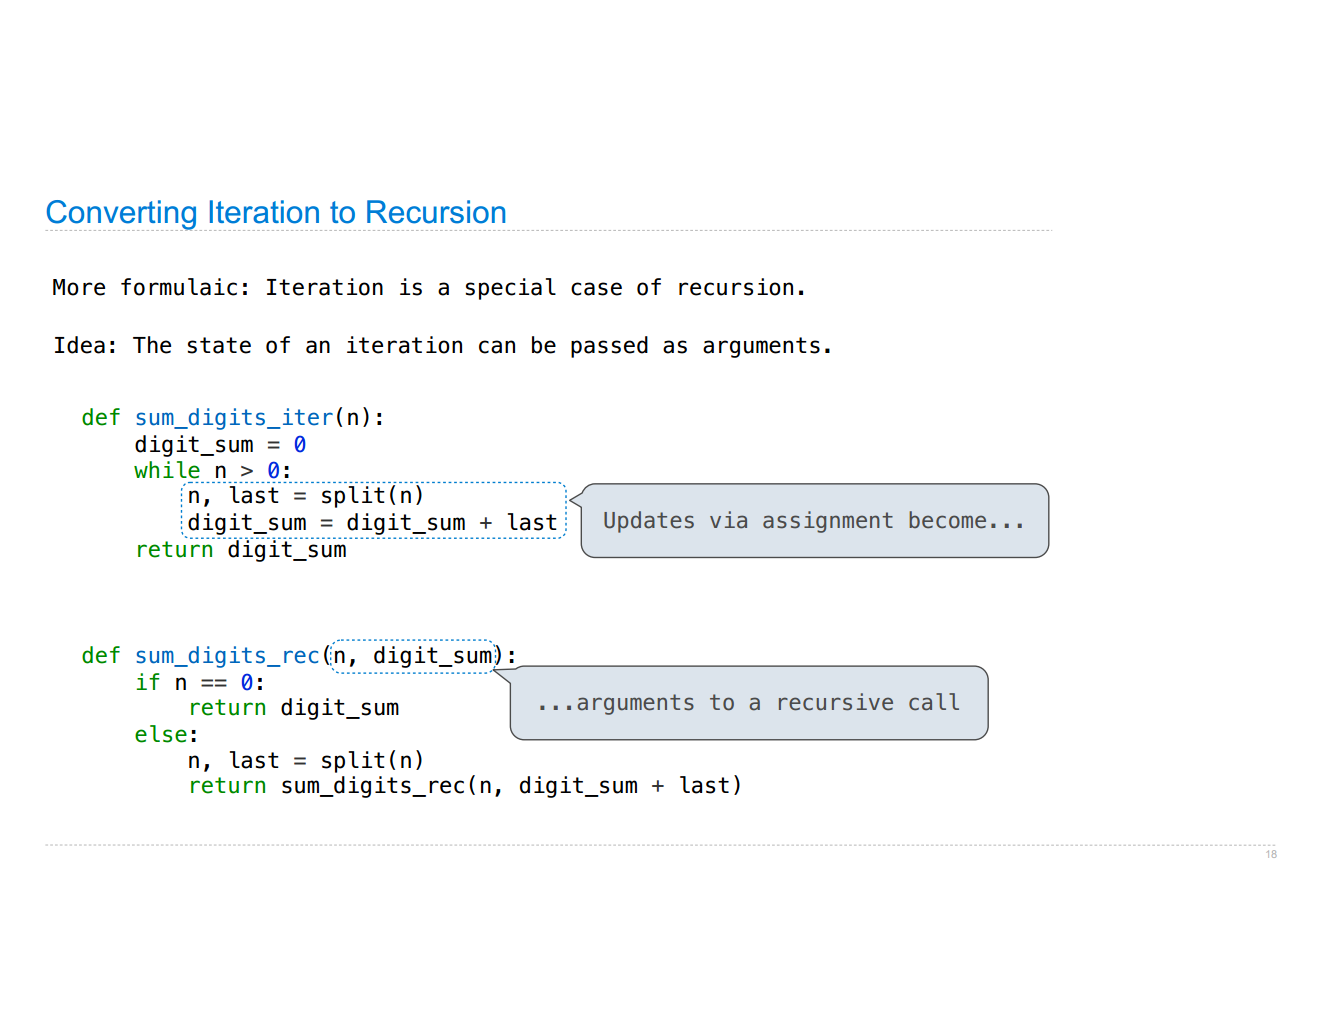 Converting Iteration to Recursion
More formulaic: Iteration is a special case of recursion.
Idea: The state of an iteration can be passed as arguments.
def sum_digits_iter(n):
    digit_sum = 0
    while n > 0:
        n, last = split(n)
        digit_sum = digit_sum + last
    return digit_sum
Updates via assignment become...
def sum_digits_rec(n, digit_sum):
    if n == 0:
        return digit_sum
    else:
        n, last = split(n)
        return sum_digits_rec(n, digit_sum + last)
...arguments to a recursive call
18